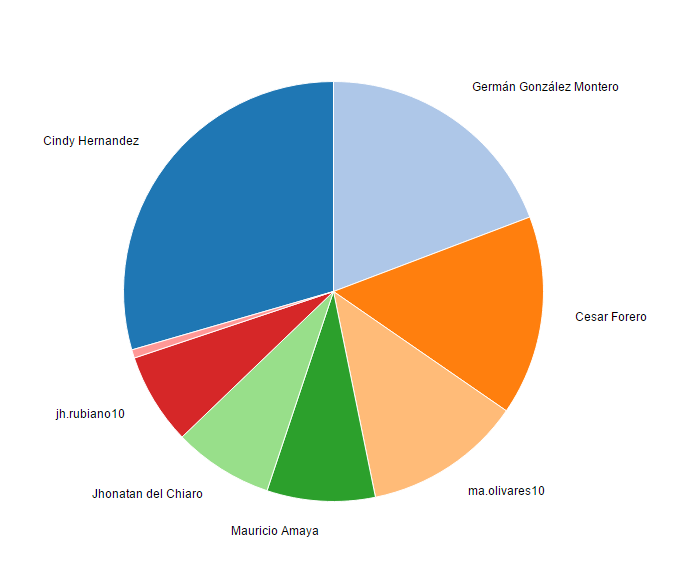 Germán González Montero
Cindy Hernandez
Cesar Forero
jh.rubiano10
ma.olivares10
Jhonatan del Chiaro
Mauricio Amaya